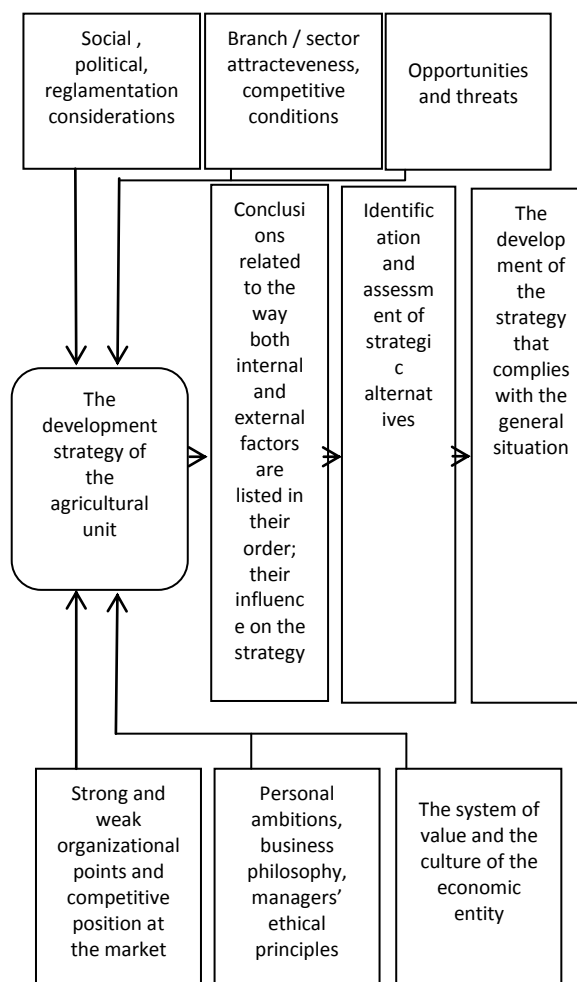 Social ,
political,
reglamentation
considerations
Branch / sector
attracteveness,
competitive
conditions
Opportunities
and threats
The
development
strategy of
the
agricultural
unit
Conclusi
ons
related to
the way
both
internal
and
external
factors
are
listed in
their
order;
their
influenc
e on the
strategy
Identific
ation
and
assessm
ent of
strategi
c
alternat
ives
The
develop
ment of
the
strategy
that
complies
with the
general
situation
Strong and
weak
organizational
points and
competitive
position at
the market
Personal
ambitions,
business
philosophy,
managers’
ethical
principles
The system of
value and the
culture of the
economic
entity